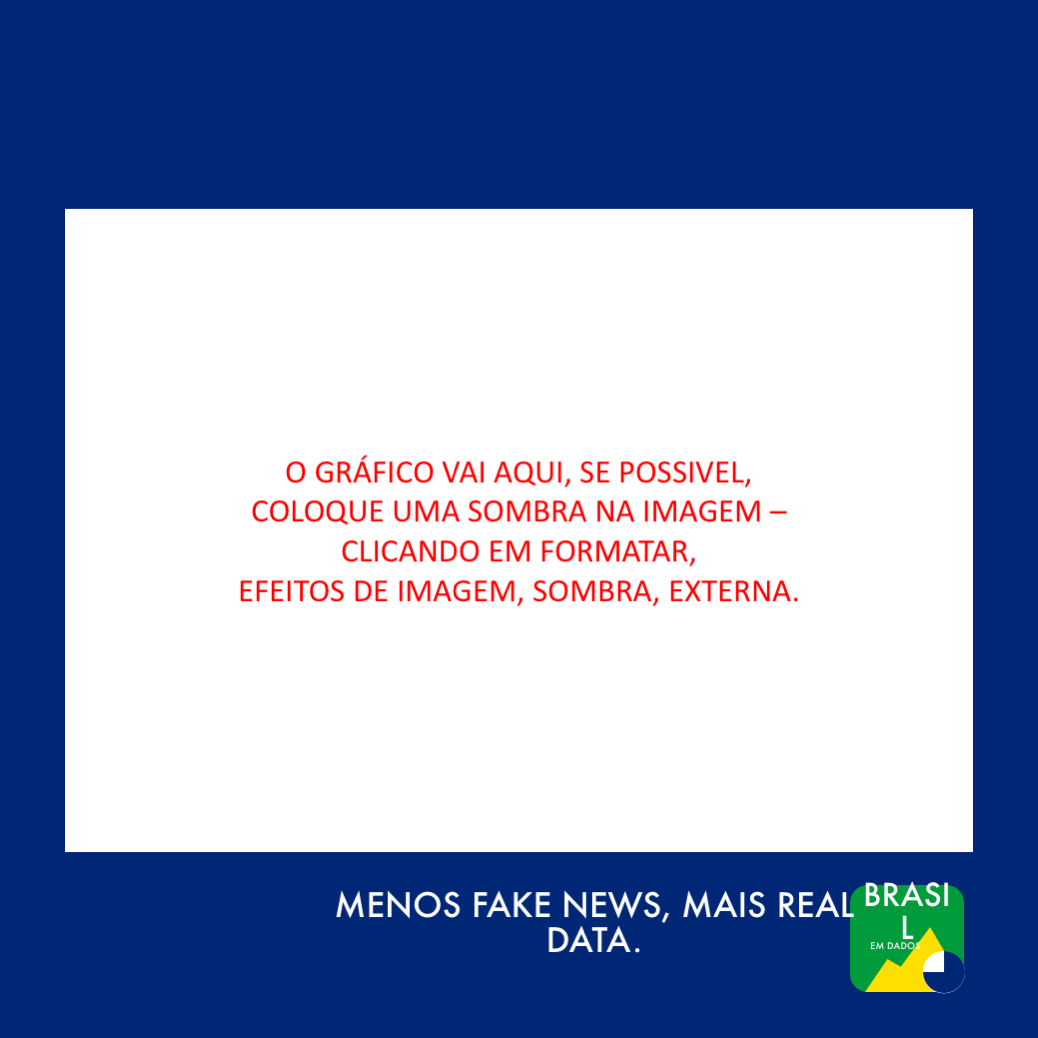 O GRÁFICO VAI AQUI, SE POSSIVEL,
COLOQUE UMA SOMBRA NA IMAGEM –
CLICANDO EM FORMATAR,
EFEITOS DE IMAGEM, SOMBRA, EXTERNA.
MENOS FAKE NEWS, MAIS REAL
DATA.
BRASI
L
EM DADOS